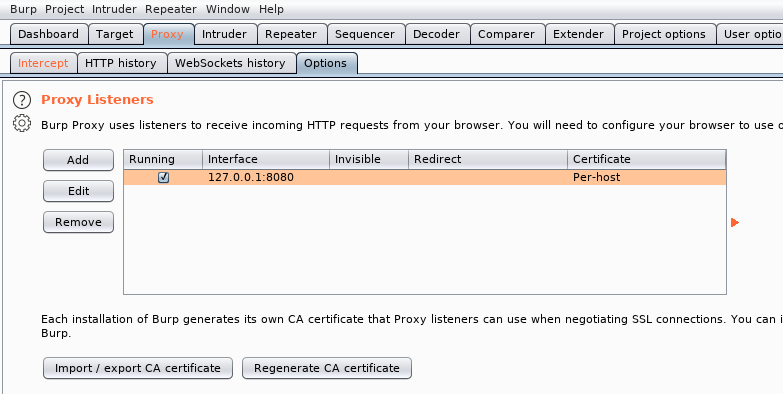 Burp Project Intruder Repeater Window Help
Dashboard Target Proxy Intruder Repeater Sequencer Decoder Comparer Extender Project options User optio
Intercept HTTP history WebSockets history Options
? Proxy Listeners
Burp Proxy uses listeners to receive incoming HTTP requests from your browser. You will need to configure your browser to use
Add Running Interface Invisible Redirect Certificate
127.0.0.1:8080 Per-host
Edit
Remove
Each installation of Burp generates its own CA certificate that Proxy listeners can use when negotiating SSL connections. You can
Burp.
Import / export CA certificate Regenerate CA certificate